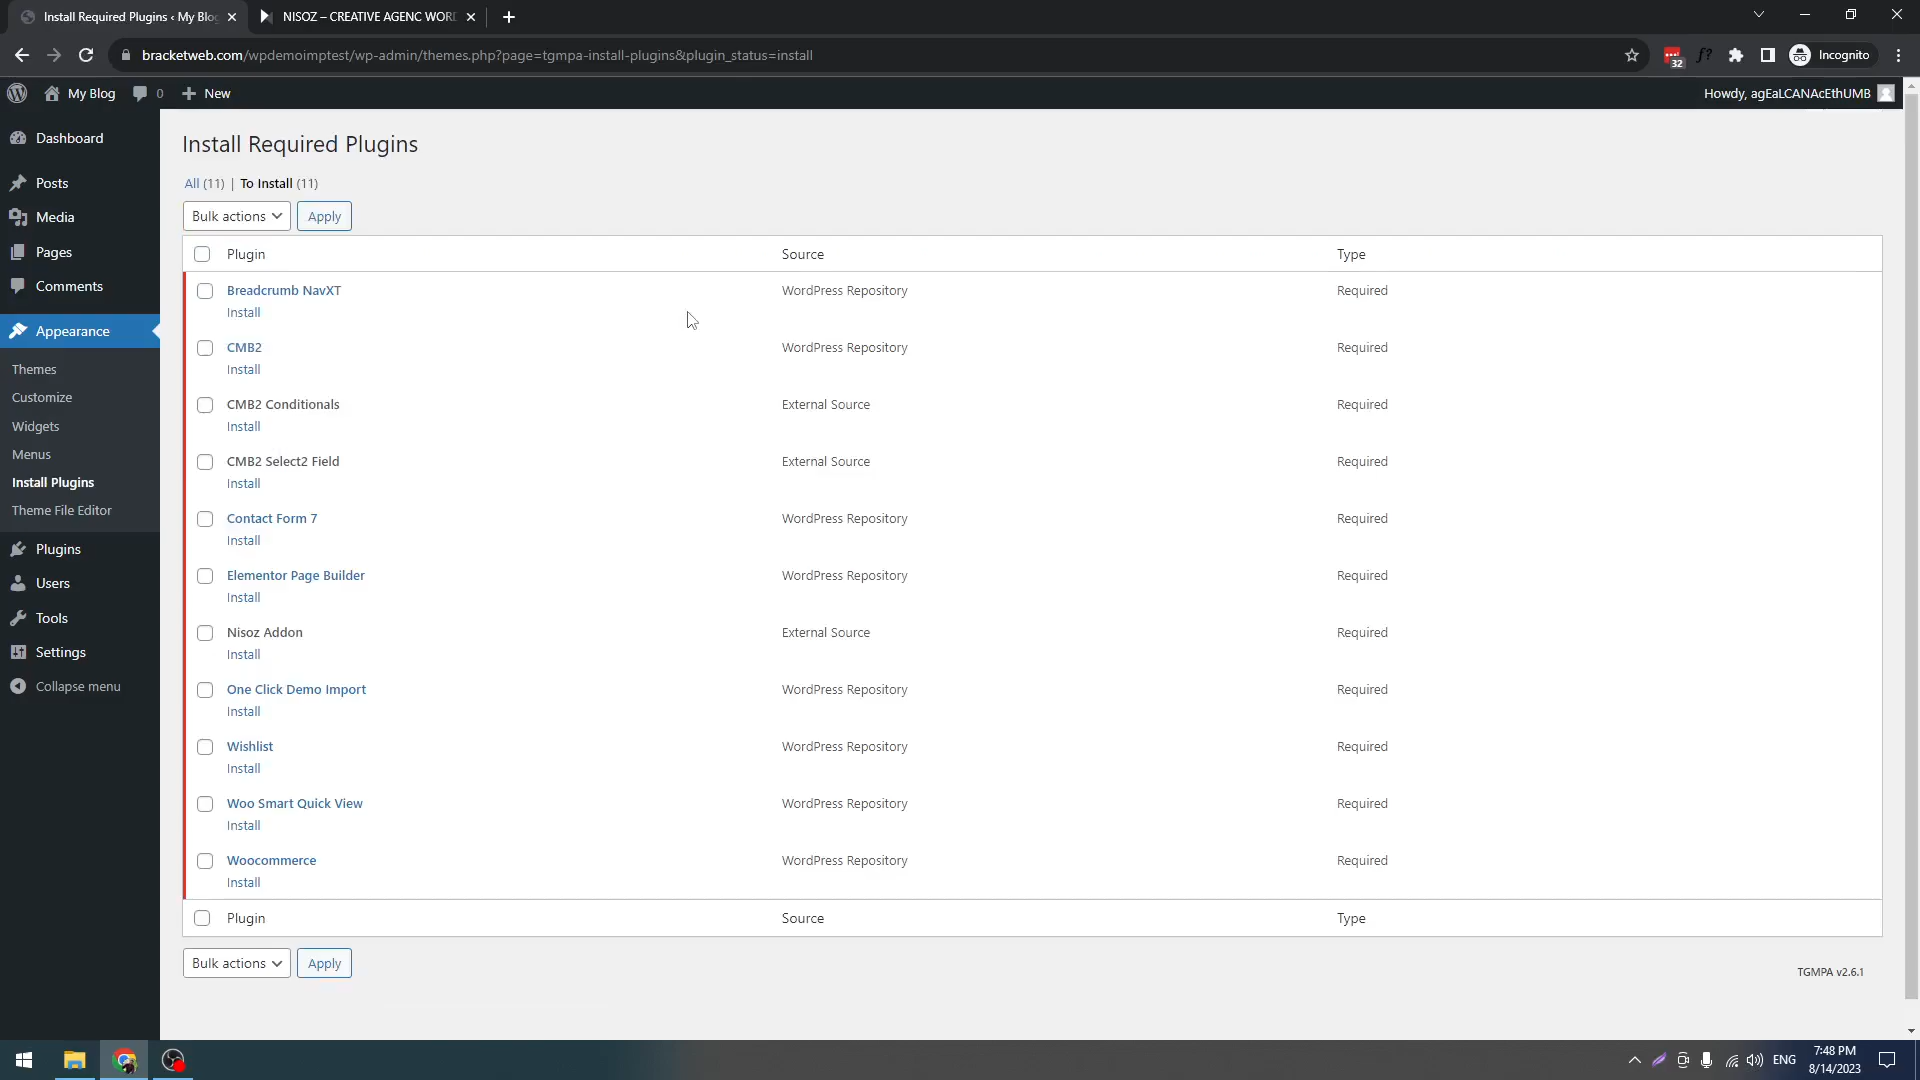 Install Required Plugins ‹ My Blog
NISOZ – CREATIVE AGENC WORD
bracketweb.com/wpdemoimptest/wp-admin/themes.php?page=tgmpa-install-plugins&plugin_status=install
32
f?
Incognito
My Blog
0
New
Howdy, agEaLCANAcEthUMB
Dashboard
Posts
Media
Pages
Comments
Appearance
Themes
Customize
Widgets
Menus
Install Plugins
Theme File Editor
Plugins
Users
Tools
Settings
Collapse menu
Install Required Plugins
All (11) | To Install (11)
Bulk actions Apply
Plugin Source Type
Breadcrumb NavXT WordPress Repository Required
Install
CMB2 WordPress Repository Required
Install
CMB2 Conditionals External Source Required
Install
CMB2 Select2 Field External Source Required
Install
Contact Form 7 WordPress Repository Required
Install
Elementor Page Builder WordPress Repository Required
Install
Nisoz Addon External Source Required
Install
One Click Demo Import WordPress Repository Required
Install
Wishlist WordPress Repository Required
Install
Woo Smart Quick View WordPress Repository Required
Install
Woocommerce WordPress Repository Required
Install
Plugin Source Type
Bulk actions Apply
TGMPA v2.6.1
ENG
7:48 PM
8/14/2023